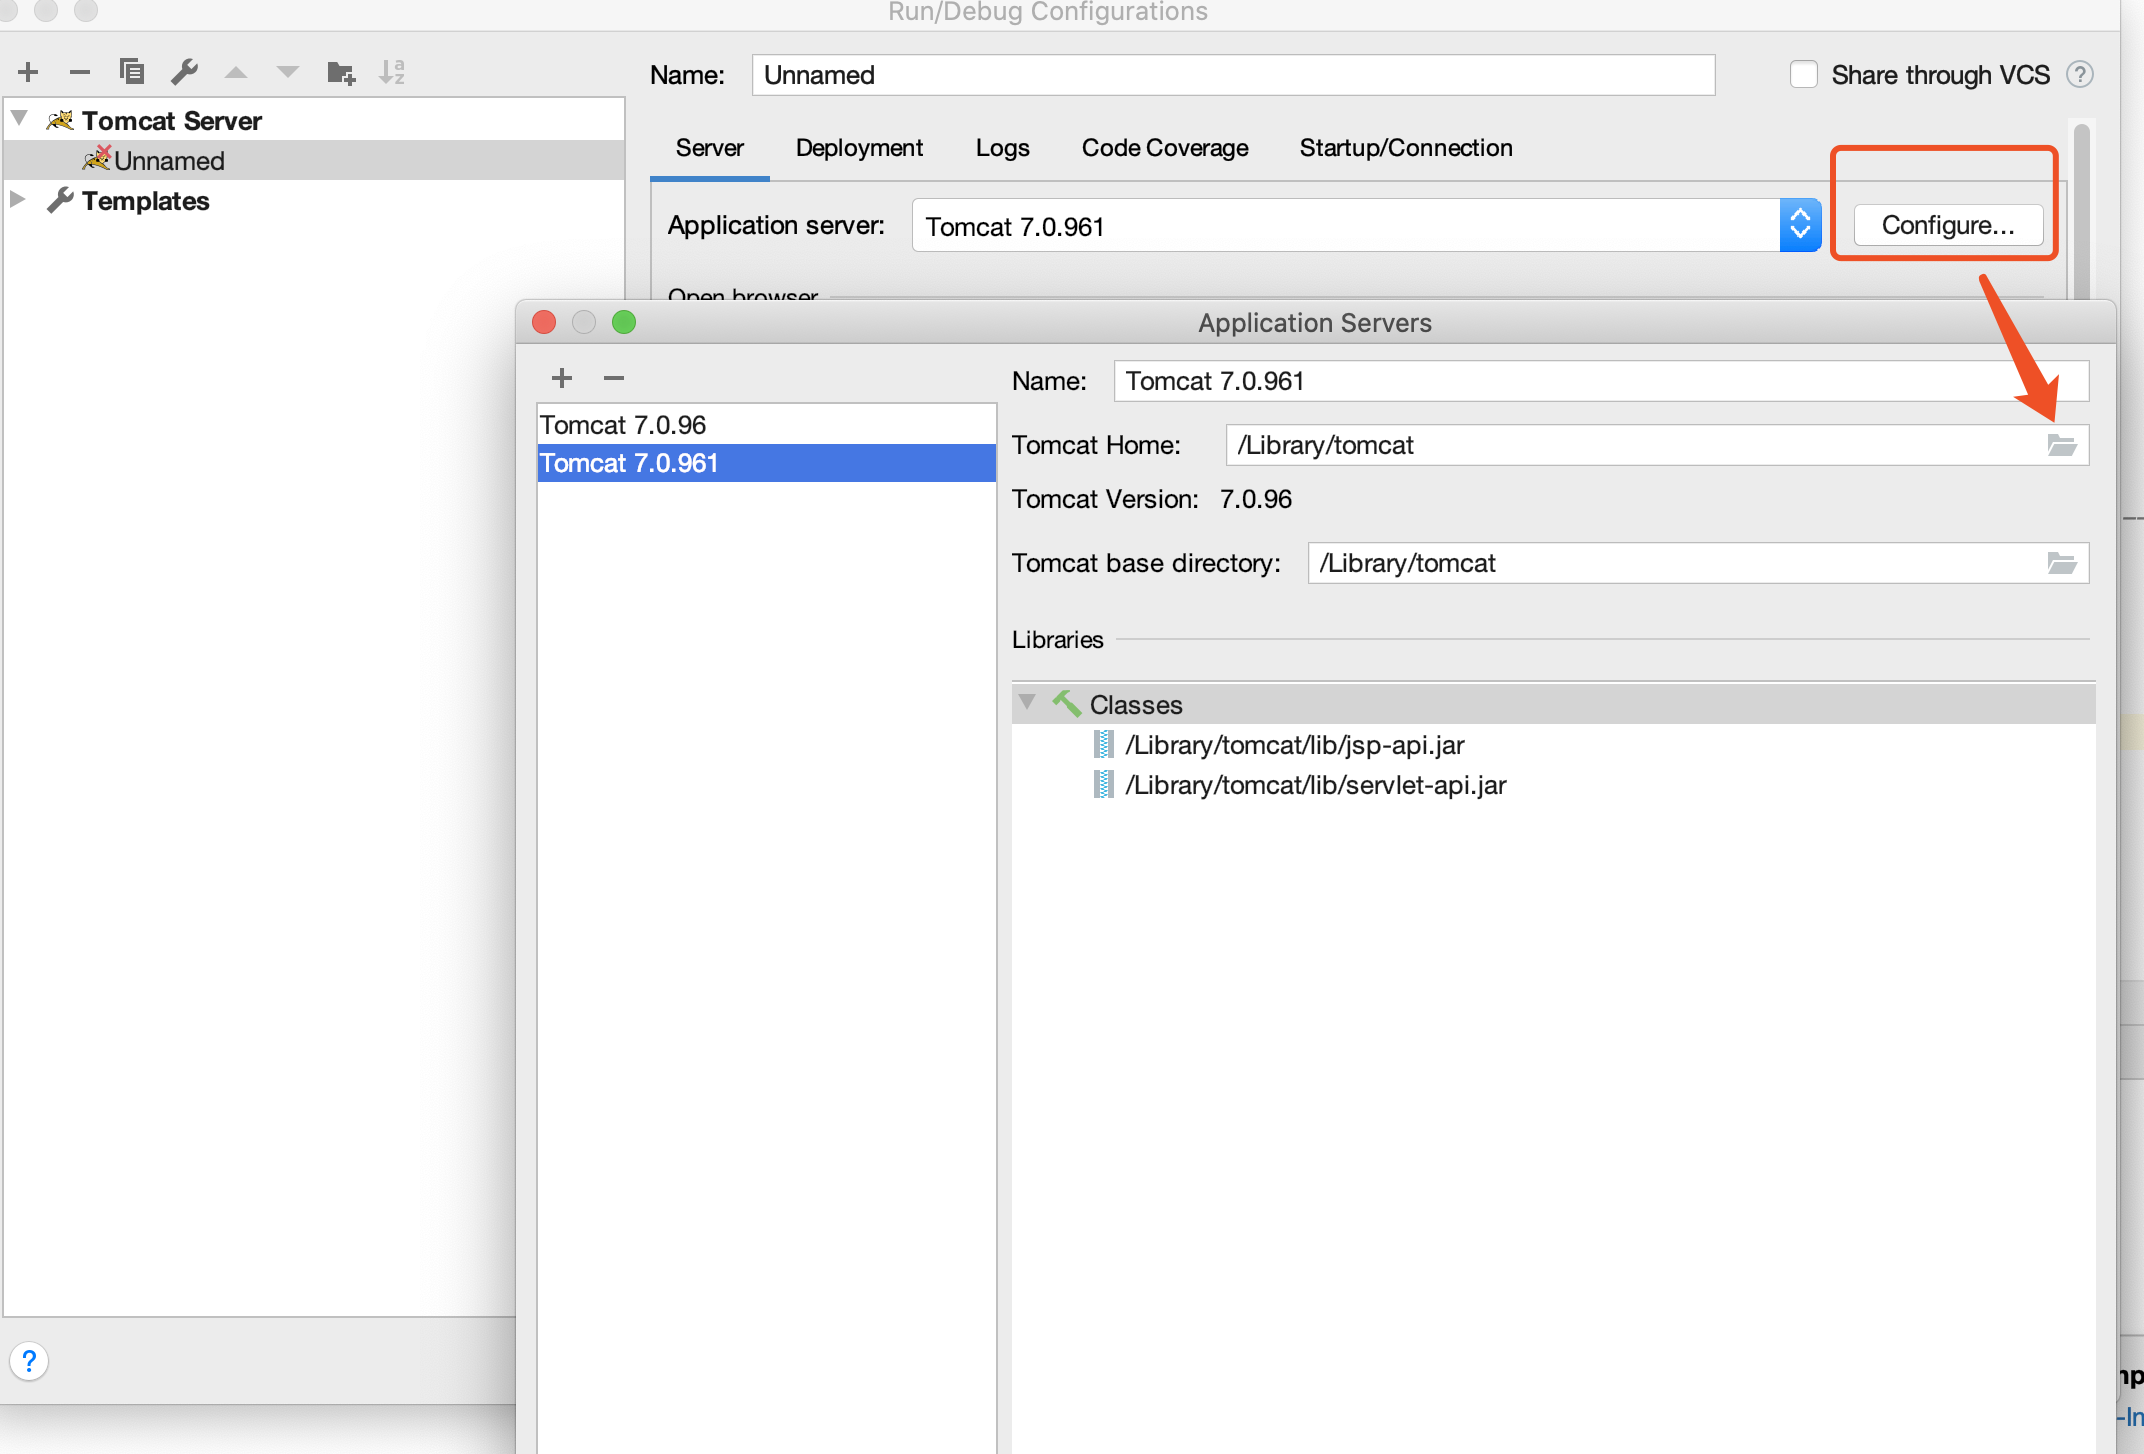 Run/Debug Configurations
Name: Unnamed
Share through VCS ?
Tomcat Server
Unnamed
Templates
Server Deployment Logs Code Coverage Startup/Connection
Application server: Tomcat 7.0.961 Configure...
Open browser
Application Servers
Tomcat 7.0.96
Tomcat 7.0.961
Name: Tomcat 7.0.961
Tomcat Home: /Library/tomcat
Tomcat Version: 7.0.96
Tomcat base directory: /Library/tomcat
Libraries
Classes
/Library/tomcat/lib/jsp-api.jar
/Library/tomcat/lib/servlet-api.jar
?
-In